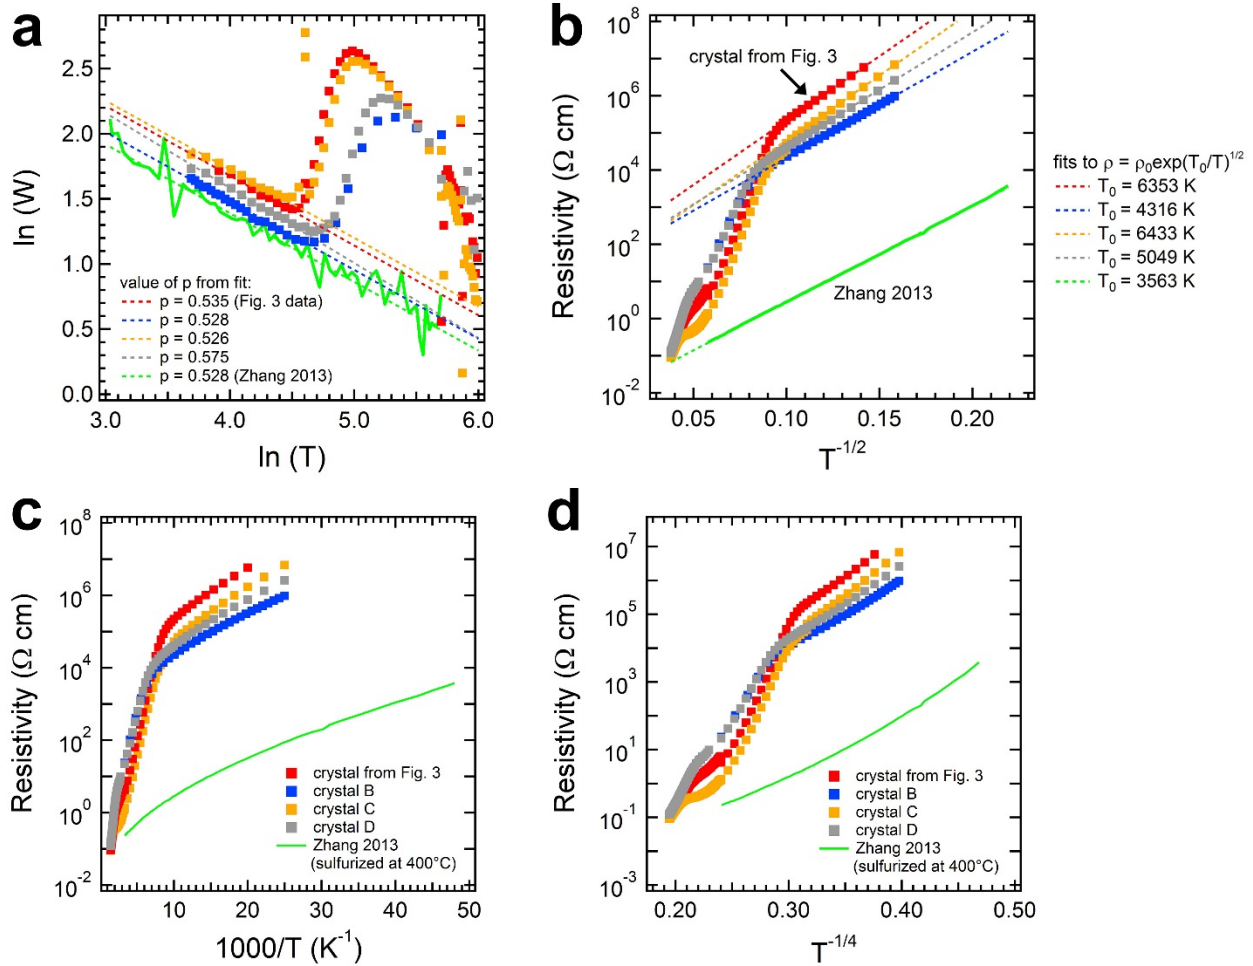 a
2.5
2.0
1.5
1.0
0.5
0.0
ln (W)
value of p from fit:
p = 0.535 (Fig. 3 data)
p = 0.528
p = 0.526
p = 0.575
p = 0.528 (Zhang 2013)
3.0 4.0 5.0 6.0
ln (T)
b
10^8
10^6
10^4
10^2
10^0
10^-2
Resistivity (Ω cm)
crystal from Fig. 3
Zhang 2013
0.05 0.10 0.15 0.20
T^-1/2
fits to ρ = ρ₀exp(T₀/T)^1/2
T₀ = 6353 K
T₀ = 4316 K
T₀ = 6433 K
T₀ = 5049 K
T₀ = 3563 K
c
10^8
10^6
10^4
10^2
10^0
10^-2
Resistivity (Ω cm)
crystal from Fig. 3
crystal B
crystal C
crystal D
Zhang 2013
(sulfurized at 400°C)
10 20 30 40 50
1000/T (K^-1)
d
10^7
10^5
10^3
10^1
10^-1
10^-3
Resistivity (Ω cm)
crystal from Fig. 3
crystal B
crystal C
crystal D
Zhang 2013
(sulfurized at 400°C)
0.20 0.30 0.40 0.50
T^-1/4